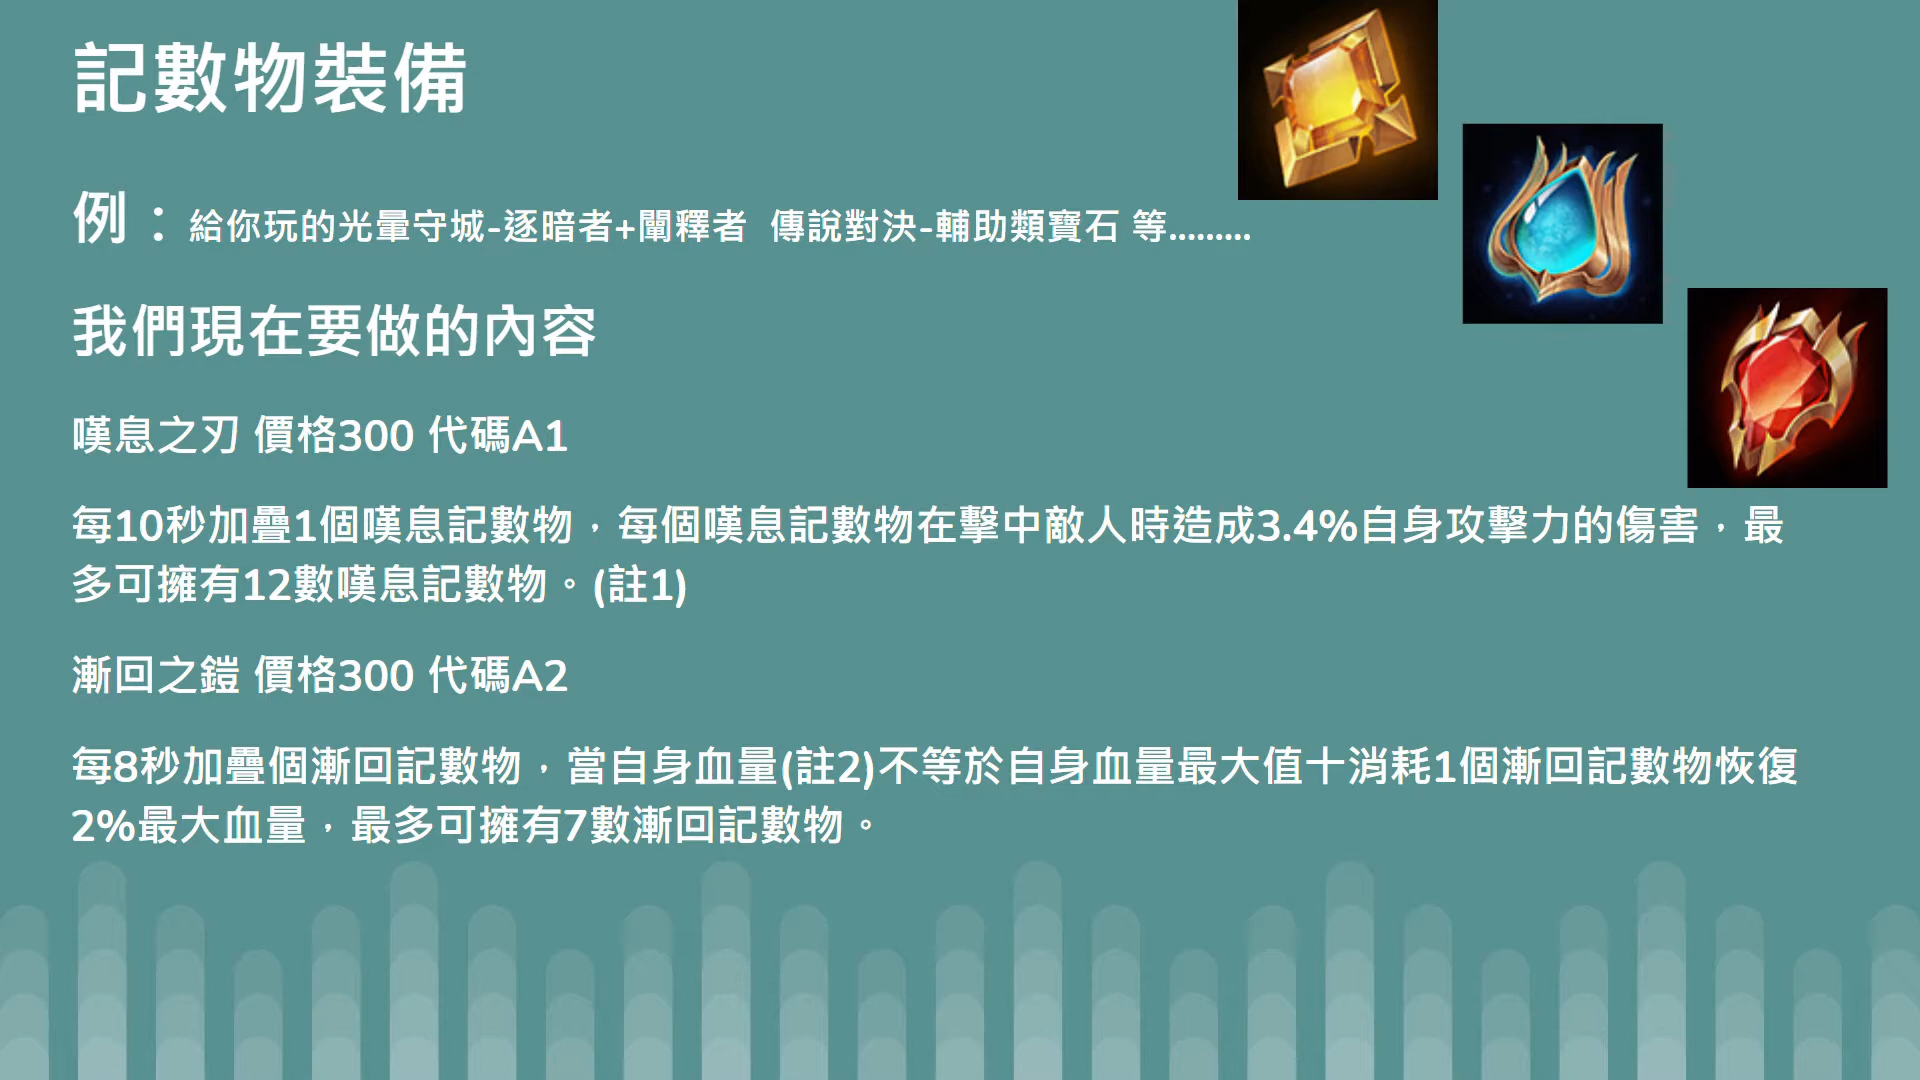 記數物裝備
例：給你玩的光暈守城-逐暗者+闡釋者 傳說對決-輔助類寶石 等.........
我們現在要做的內容
嘆息之刃 價格300 代碼A1
每10秒加疊1個嘆息記數物，每個嘆息記數物在擊中敵人時造成3.4%自身攻擊力的傷害，最
多可擁有12數嘆息記數物。(註1)
漸回之鎧 價格300 代碼A2
每8秒加疊個漸回記數物，當自身血量(註2)不等於自身血量最大值十消耗1個漸回記數物恢復
2%最大血量，最多可擁有7數漸回記數物。